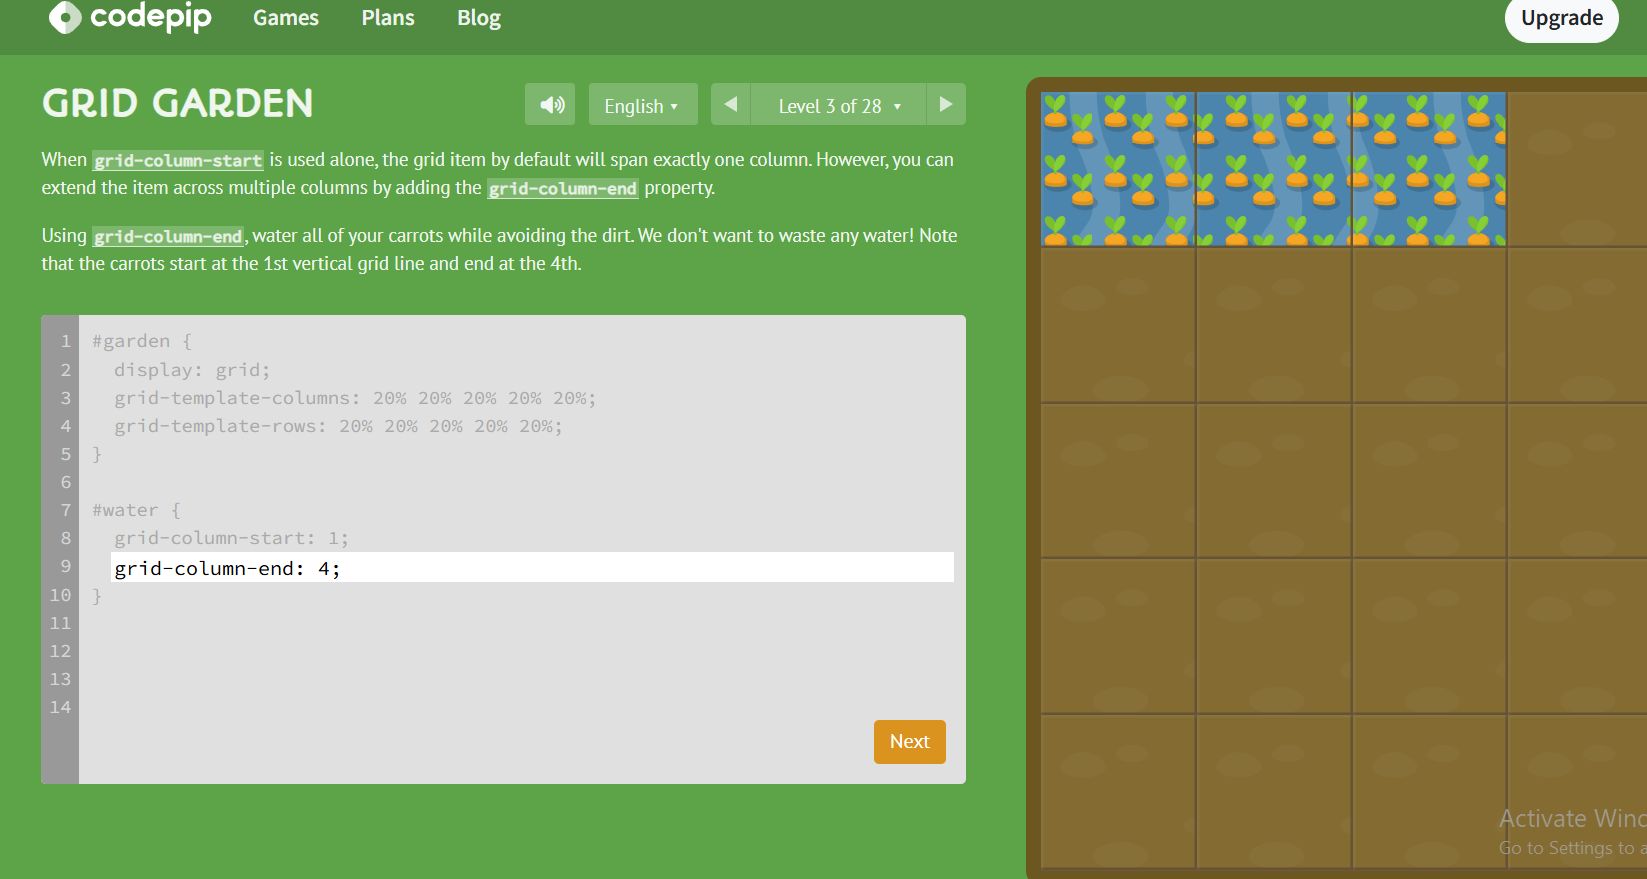 codepip Games Plans Blog Upgrade
GRID GARDEN English ▾ ◀ Level 3 of 28 ▾ ▶
When grid-column-start is used alone, the grid item by default will span exactly one column. However, you can
extend the item across multiple columns by adding the grid-column-end property.
Using grid-column-end, water all of your carrots while avoiding the dirt. We don't want to waste any water! Note
that the carrots start at the 1st vertical grid line and end at the 4th.
1 #garden {
2 display: grid;
3 grid-template-columns: 20% 20% 20% 20% 20%;
4 grid-template-rows: 20% 20% 20% 20% 20%;
5 }
6
7 #water {
8 grid-column-start: 1;
9 grid-column-end: 4;
10 }
11
12
13
14
Next
Activate Wind
Go to Settings to a